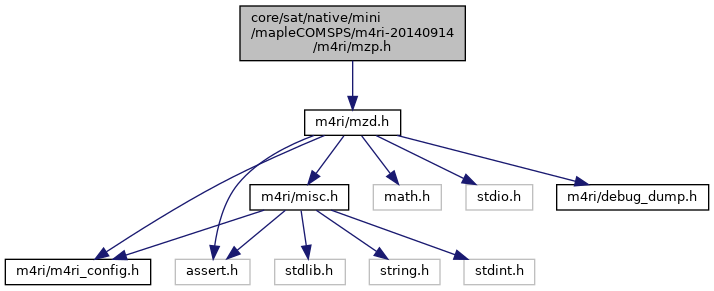 core/sat/native/mini
/mapleCOMSPS/m4ri-20140914
/m4ri/mzp.h
m4ri/mzd.h
m4ri/misc.h
math.h
stdio.h
m4ri/debug_dump.h
m4ri/m4ri_config.h
assert.h
stdlib.h
string.h
stdint.h